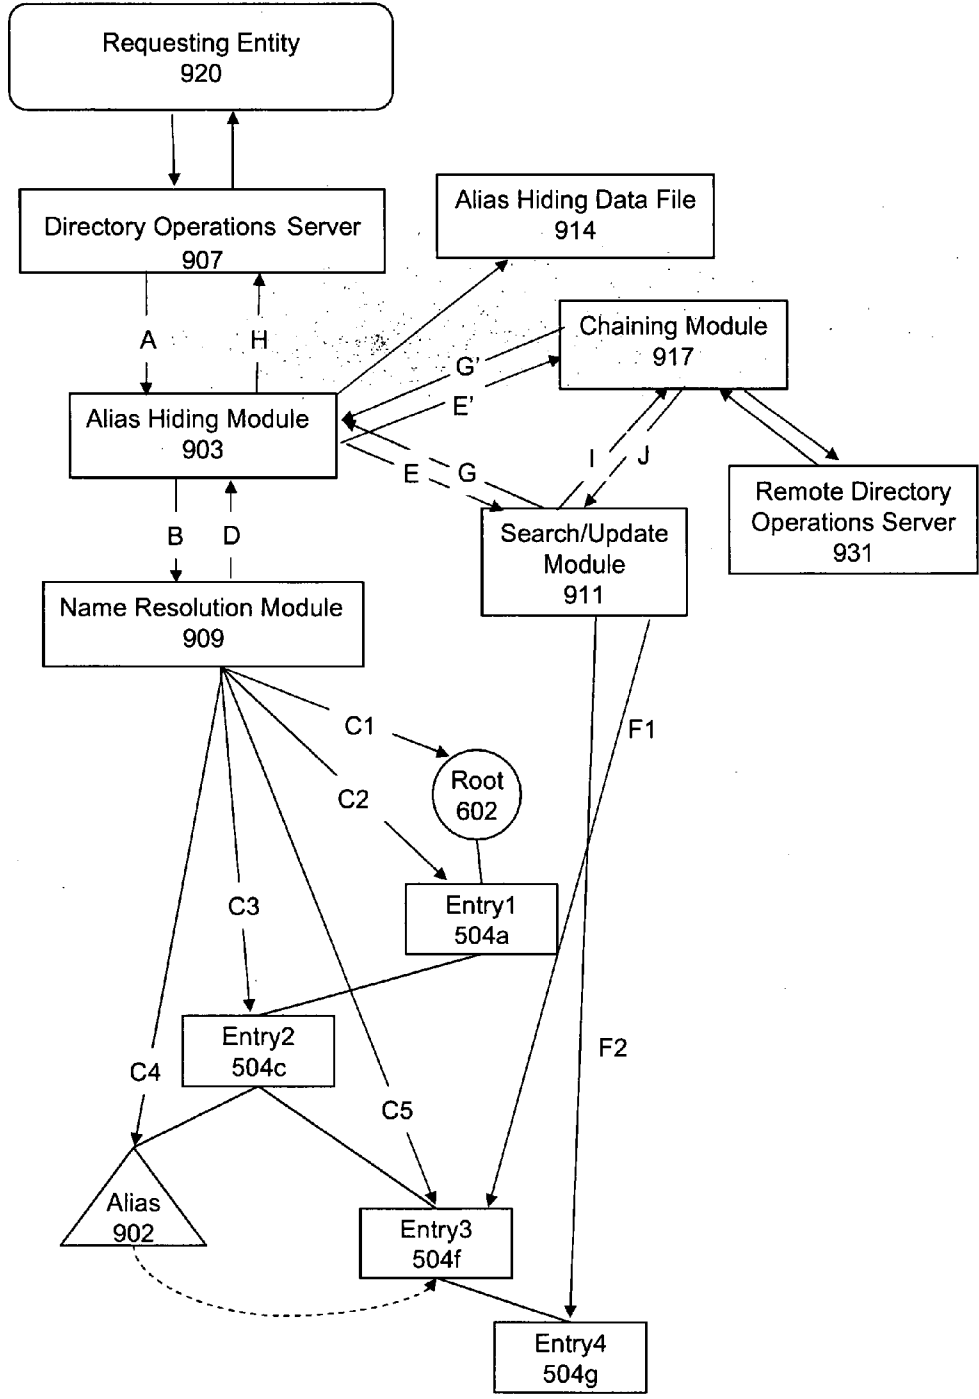 Requesting Entity
920
Directory Operations Server
907
Alias Hiding Data File
914
A
H
Chaining Module
917
G'
E'
Alias Hiding Module
903
E
G
I
J
B
D
Remote Directory
Operations Server
931
Search/Update
Module
911
Name Resolution Module
909
C1
F1
Root
602
C2
C3
Entry1
504a
Entry2
504c
F2
C4
C5
Alias
902
Entry3
504f
Entry4
504g